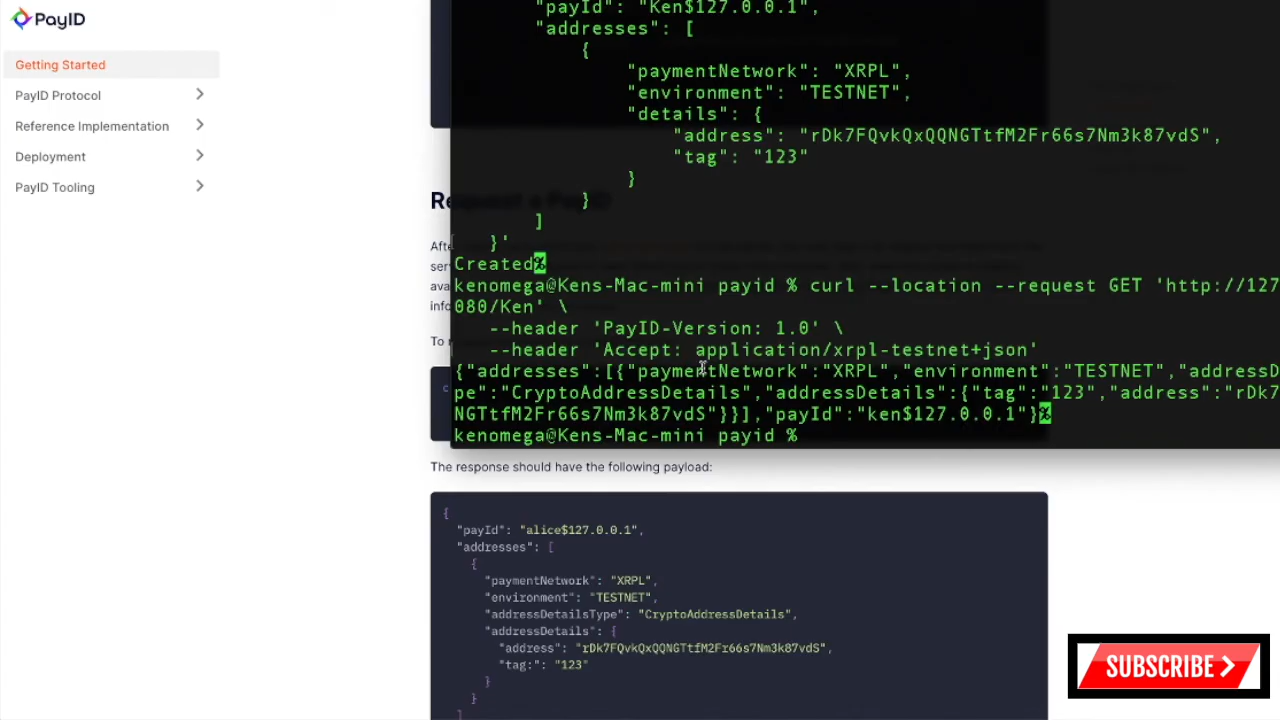 PayID
Getting Started
PayID Protocol
Reference Implementation
Deployment
PayID Tooling
"payId": "Ken$127.0.0.1",
"addresses": [
{
"paymentNetwork": "XRPL",
"environment": "TESTNET",
"details": {
"address": "rDk7FQvkQxQQNGTtfM2Fr66s7Nm3k87vdS",
"tag": "123"
}
}
]
}'
Created%
kenomega@Kens-Mac-mini payid % curl --location --request GET 'http://127
080/Ken' \
--header 'PayID-Version: 1.0' \
--header 'Accept: application/xrpl-testnet+json'
{"addresses":[{"paymentNetwork":"XRPL","environment":"TESTNET","addressD
pe":"CryptoAddressDetails","addressDetails":{"tag":"123","address":"rDk7
NGTtfM2Fr66s7Nm3k87vdS"}}],"payId":"ken$127.0.0.1"}%
kenomega@Kens-Mac-mini payid %
Request a PayID
The response should have the following payload:
{
"payId": "alice$127.0.0.1",
"addresses": [
{
"paymentNetwork": "XRPL",
"environment": "TESTNET",
"addressDetailsType": "CryptoAddressDetails",
"addressDetails": {
"address": "rDk7FQvkQxQQNGTtfM2Fr66s7Nm3k87vdS",
"tag:": "123"
}
}
]
SUBSCRIBE